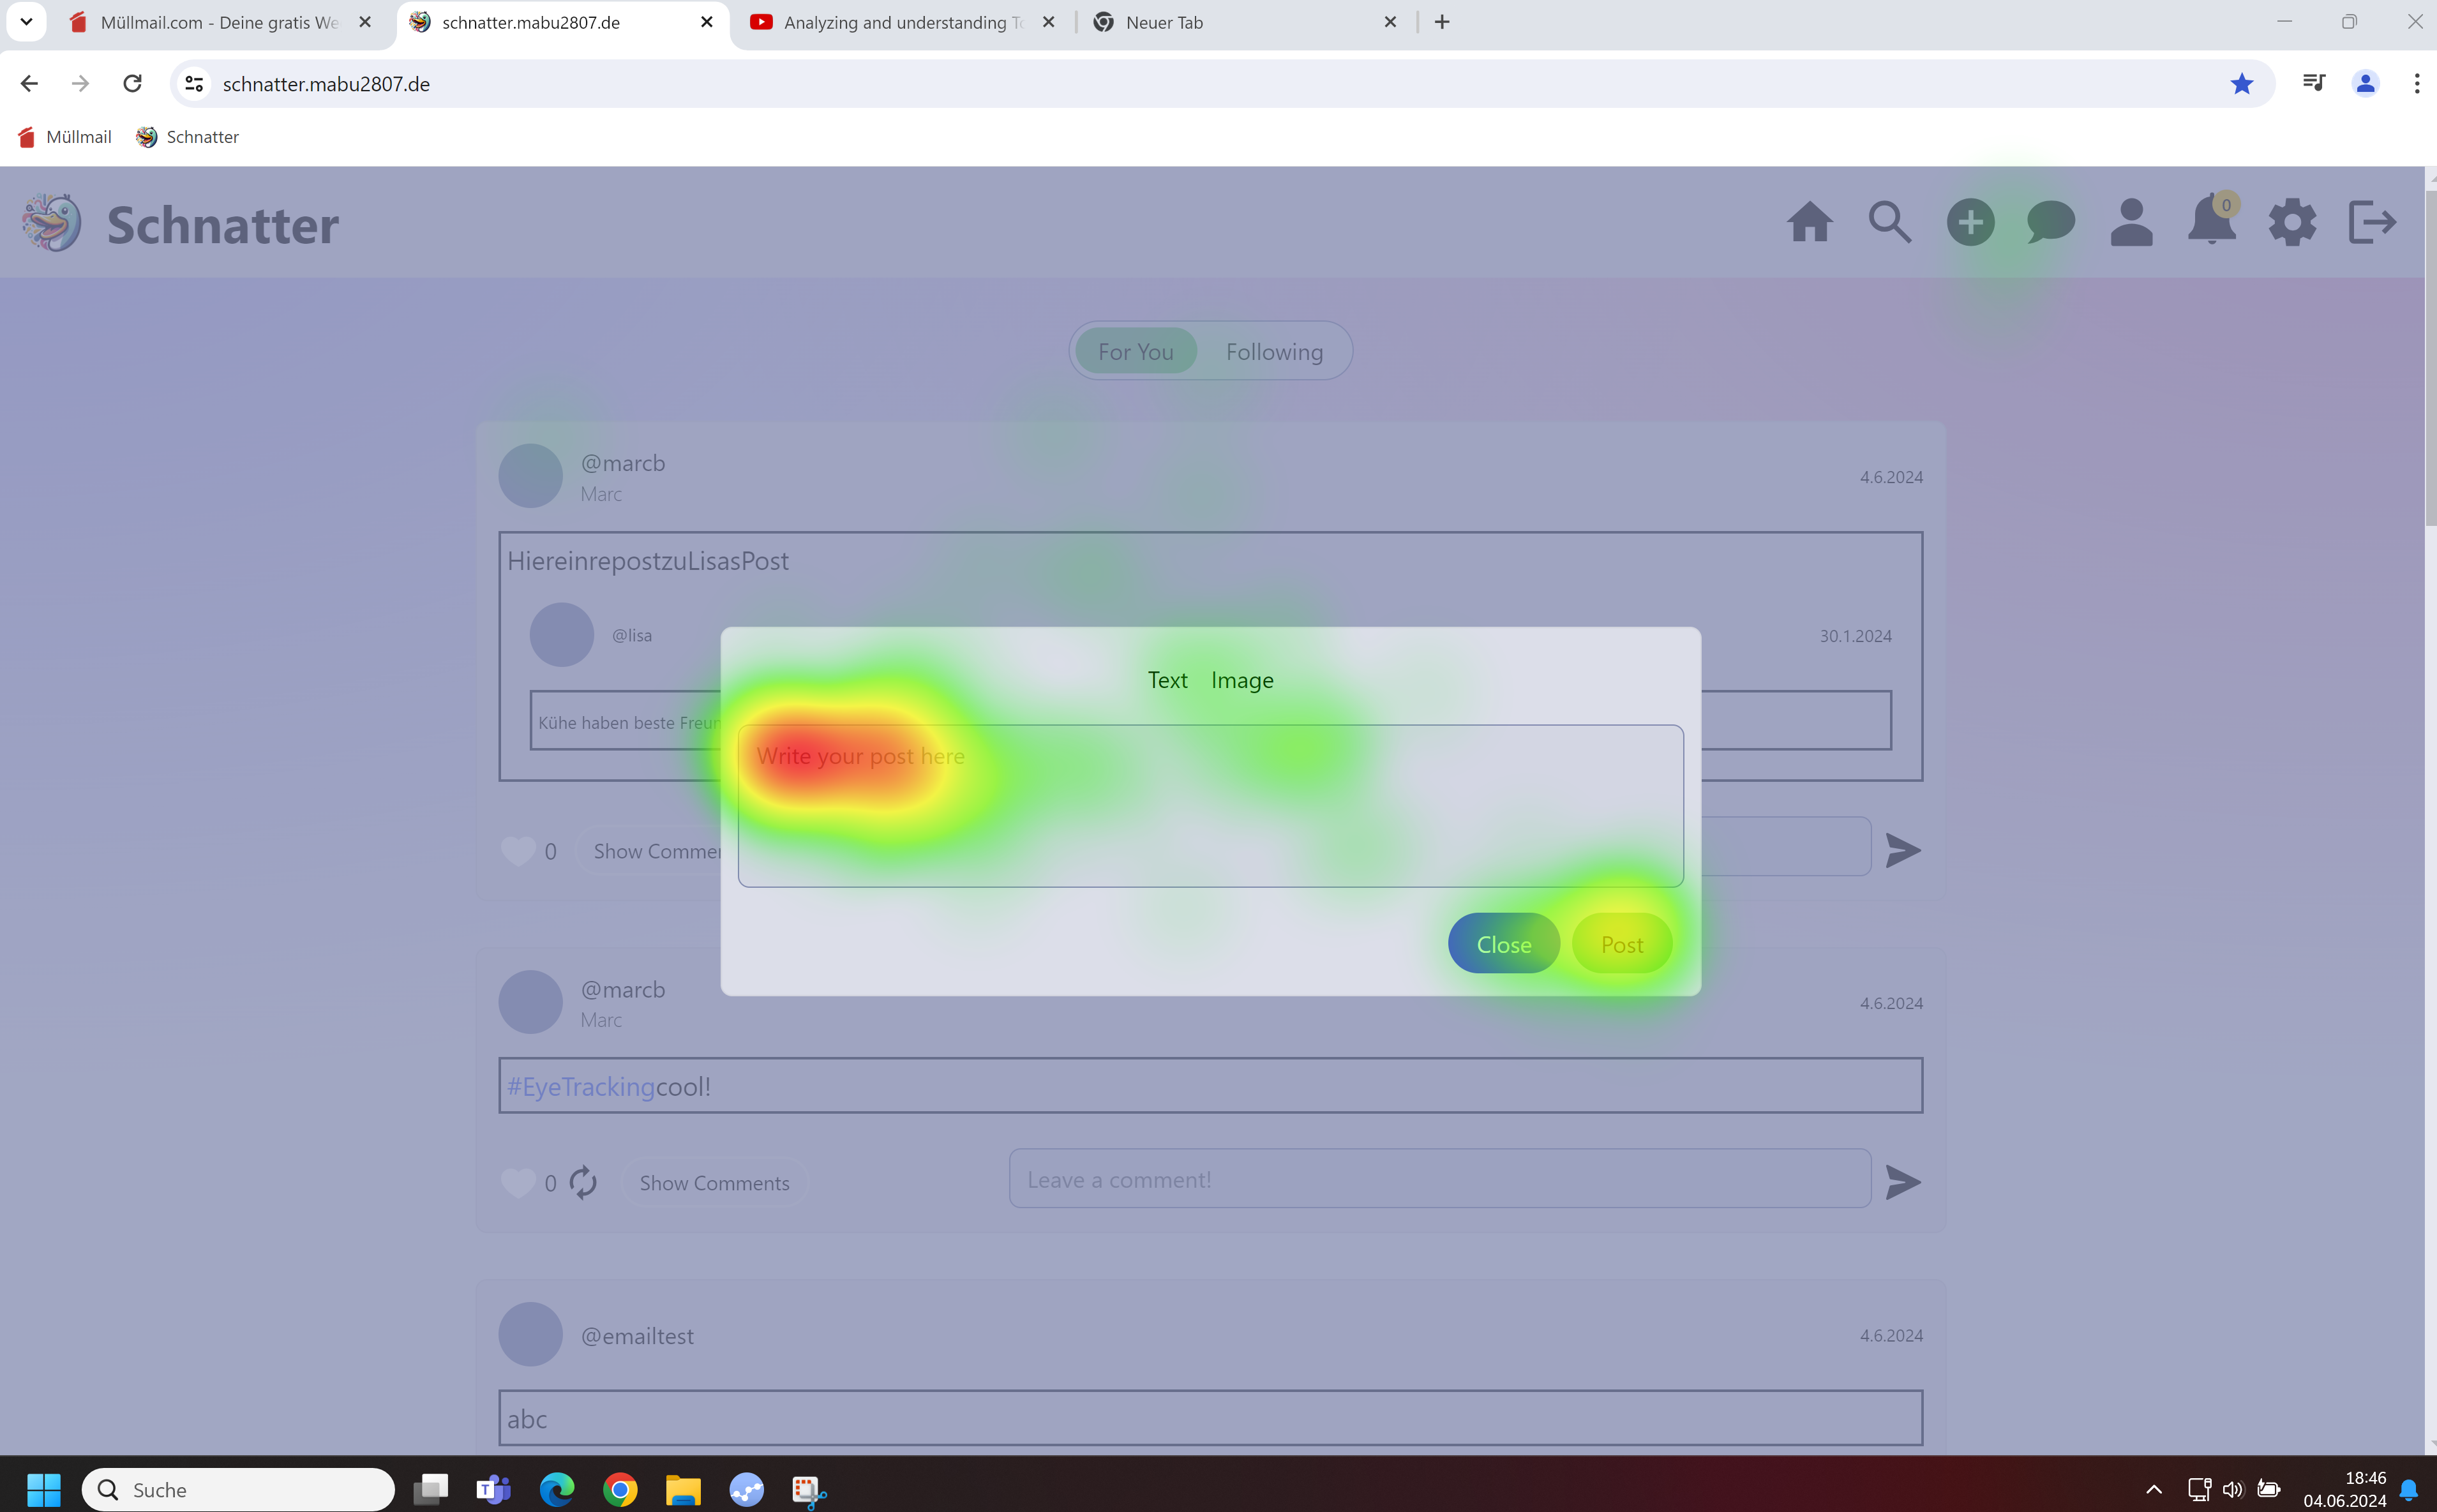 Müllmail.com - Deine gratis We
schnatter.mabu2807.de
Analyzing and understanding To
Neuer Tab
schnatter.mabu2807.de
Müllmail
Schnatter
Schnatter
0
For You
Following
@marcb
Marc
4.6.2024
HiereinrepostzuLisasPost
@lisa
30.1.2024
Kühe haben beste Freun
Text
Image
Write your post here
0
Show Commen
Close
Post
@marcb
Marc
4.6.2024
#EyeTrackingcool!
0
Show Comments
Leave a comment!
@emailtest
4.6.2024
abc
Suche
18:46
04.06.2024